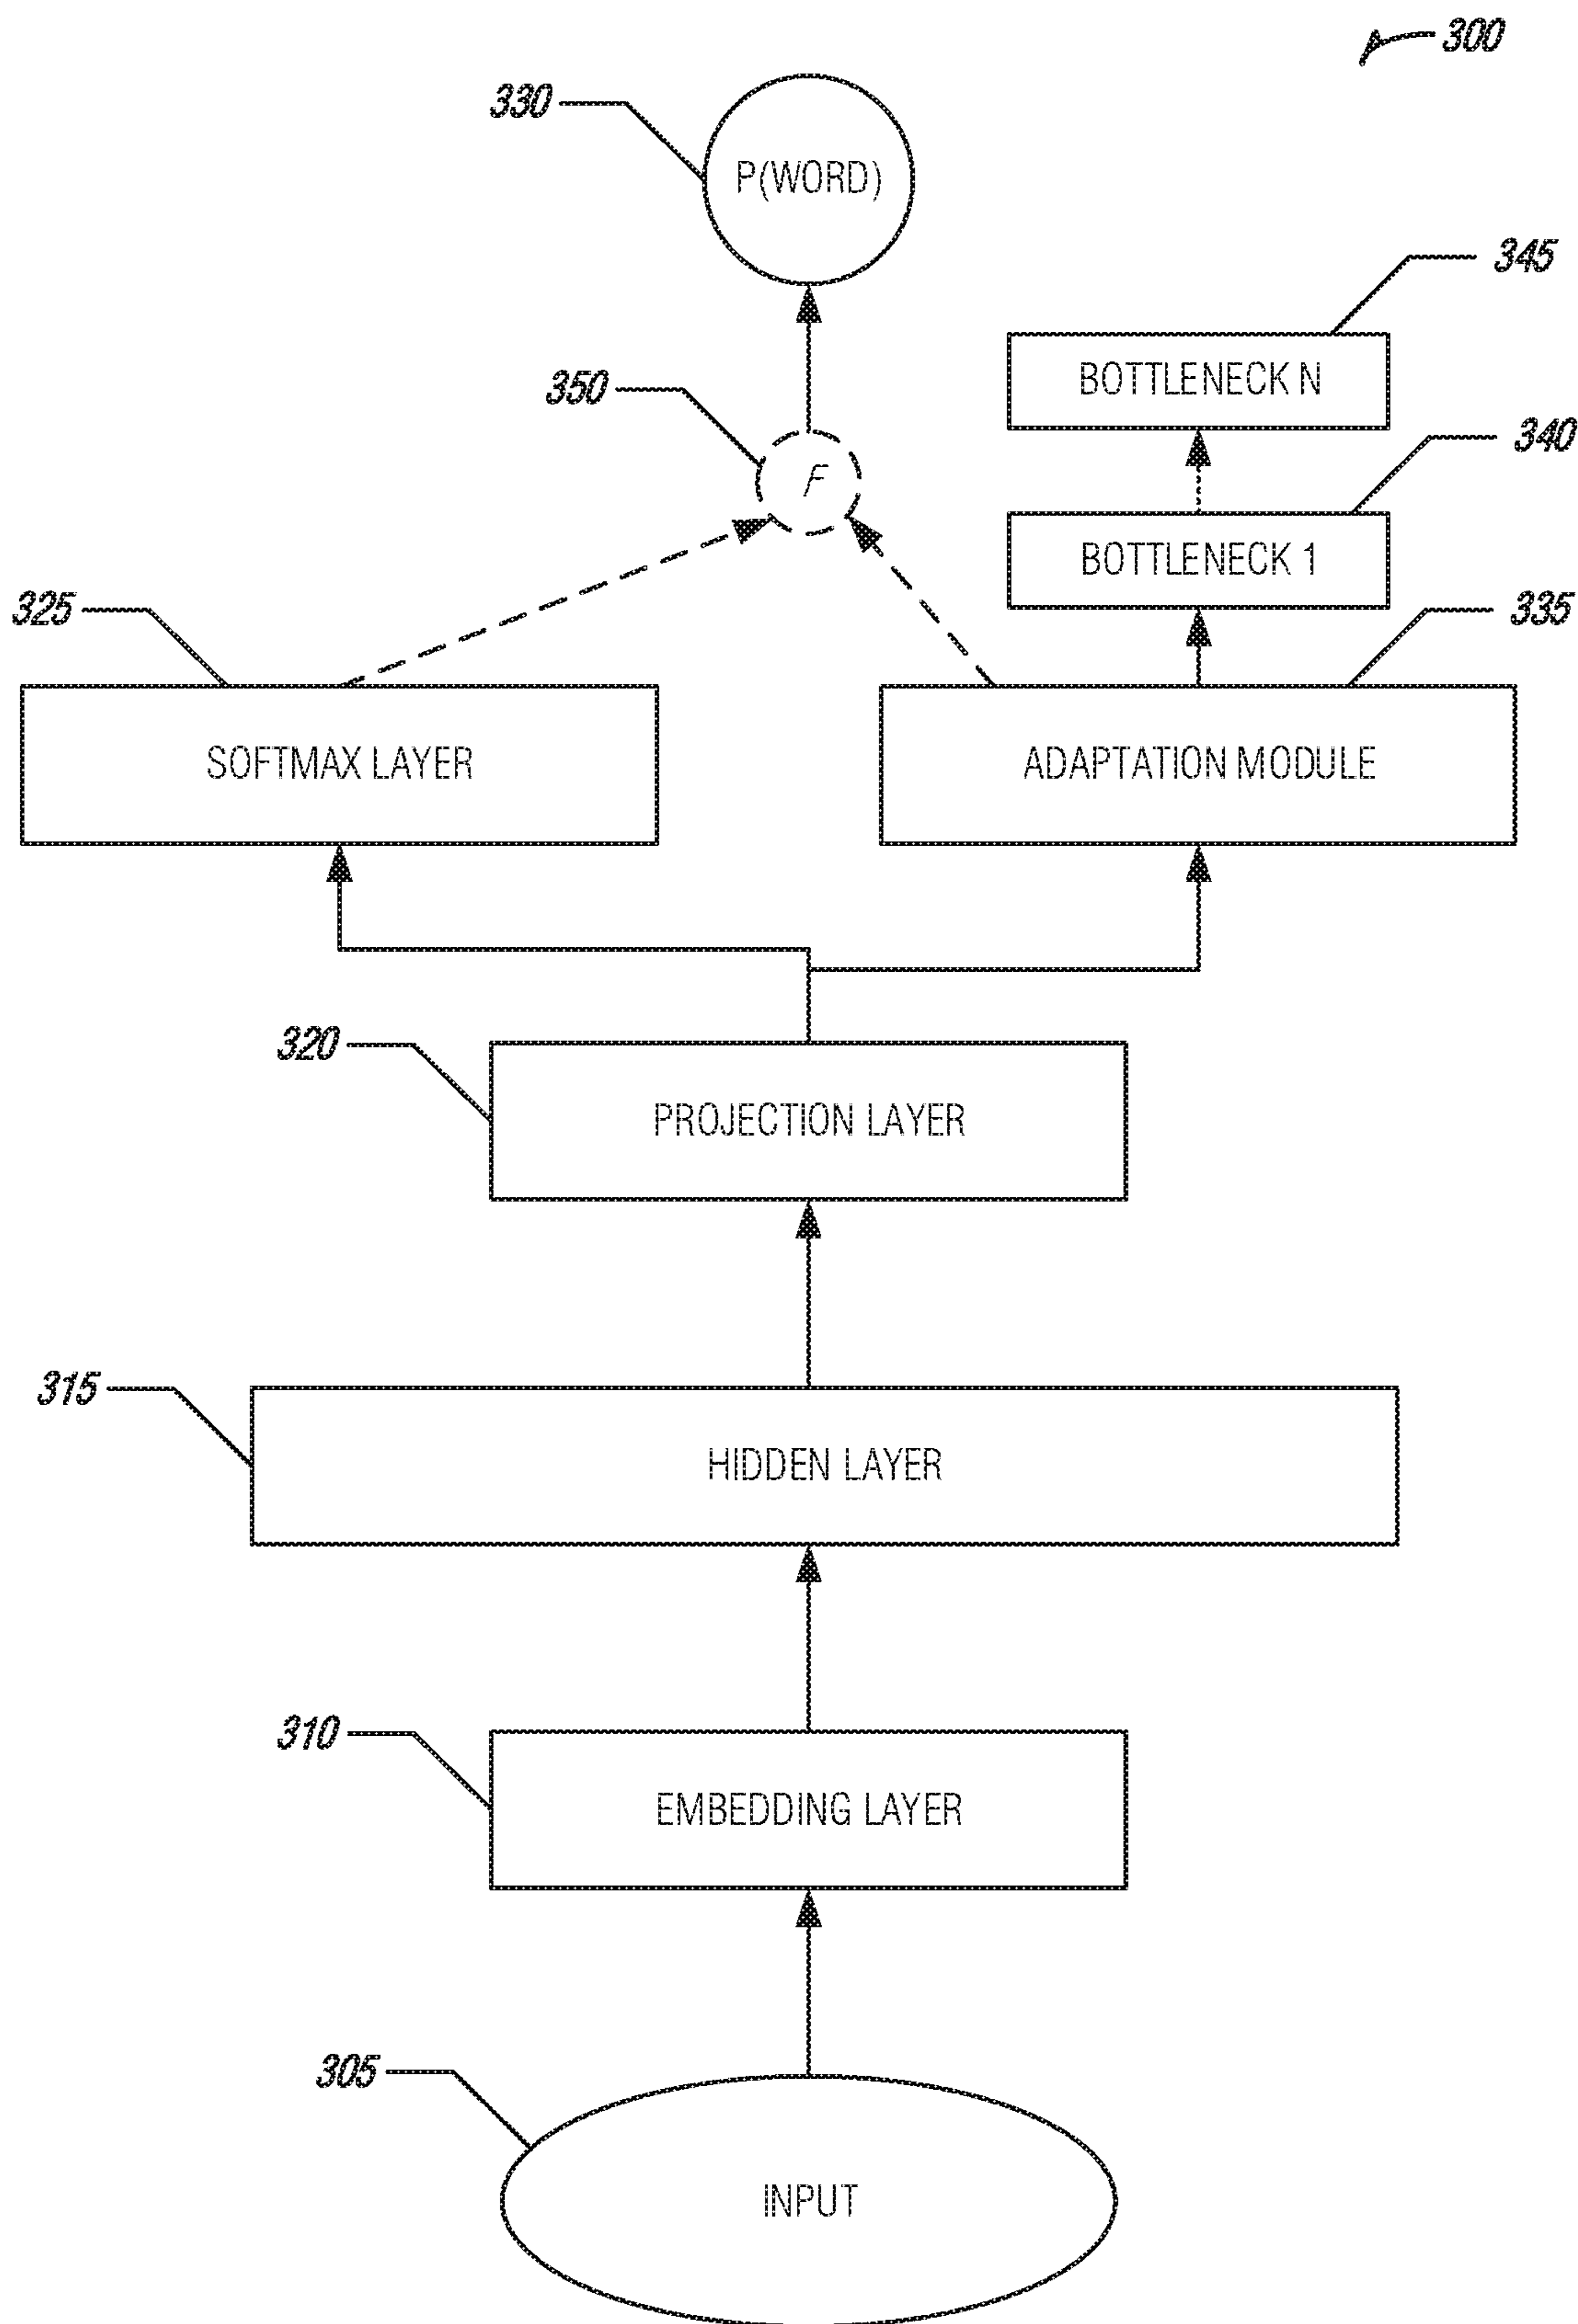 300
330
P(WORD)
345
BOTTLENECK N
350
F
340
BOTTLENECK 1
325
335
SOFTMAX LAYER
ADAPTATION MODULE
320
PROJECTION LAYER
315
HIDDEN LAYER
310
EMBEDDING LAYER
305
INPUT